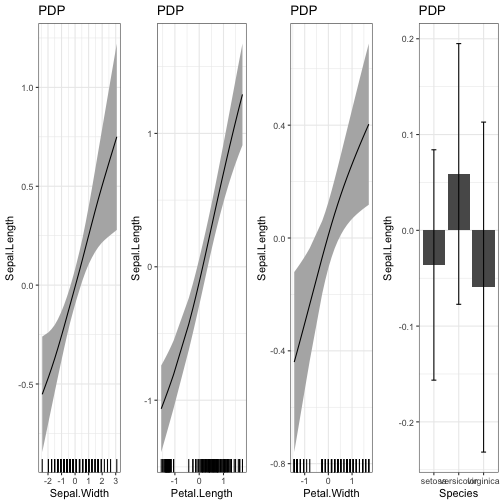 PDP
Sepal.Length
1.0
0.5
0.0
-0.5
-2 -1 0 1 2 3
Sepal.Width
PDP
Sepal.Length
1
0
-1
-1 0 1
Petal.Length
PDP
Sepal.Length
0.4
0.0
-0.4
-0.8
-1 0 1
Petal.Width
PDP
Sepal.Length
0.2
0.1
0.0
-0.1
-0.2
setosa versicolor virginica
Species